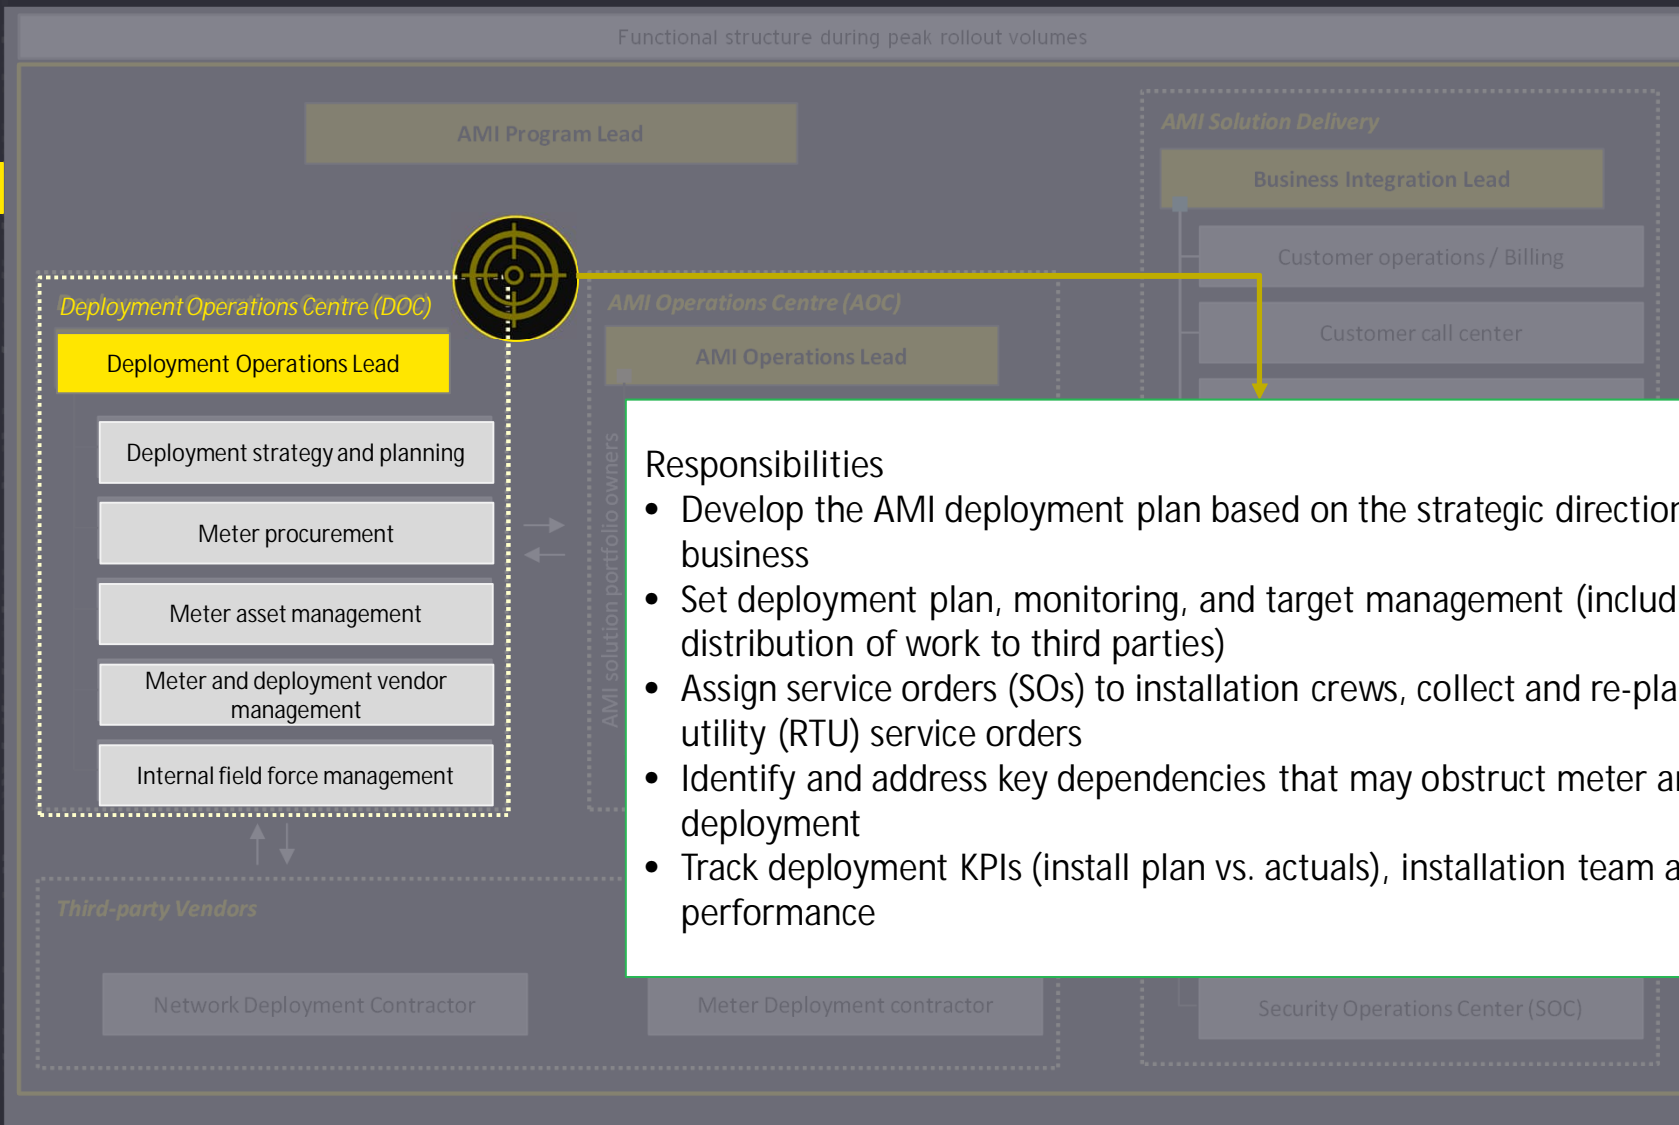 Functional structure during peak rollout volumes
AMI Program Lead
AMI Solution Delivery
Business Integration Lead
Customer operations / Billing
Customer call center
Deployment Operations Centre (DOC)
Deployment Operations Lead
Deployment strategy and planning
Meter procurement
Meter asset management
Meter and deployment vendor
management
Internal field force management
AMI Operations Centre (AOC)
AMI Operations Lead
AMI solution portfolio owners
Responsibilities
• Develop the AMI deployment plan based on the strategic direction
business
• Set deployment plan, monitoring, and target management (includ
distribution of work to third parties)
• Assign service orders (SOs) to installation crews, collect and re-pla
utility (RTU) service orders
• Identify and address key dependencies that may obstruct meter a
deployment
• Track deployment KPIs (install plan vs. actuals), installation team a
performance
Third-party Vendors
Network Deployment Contractor
Meter Deployment contractor
Security Operations Center (SOC)